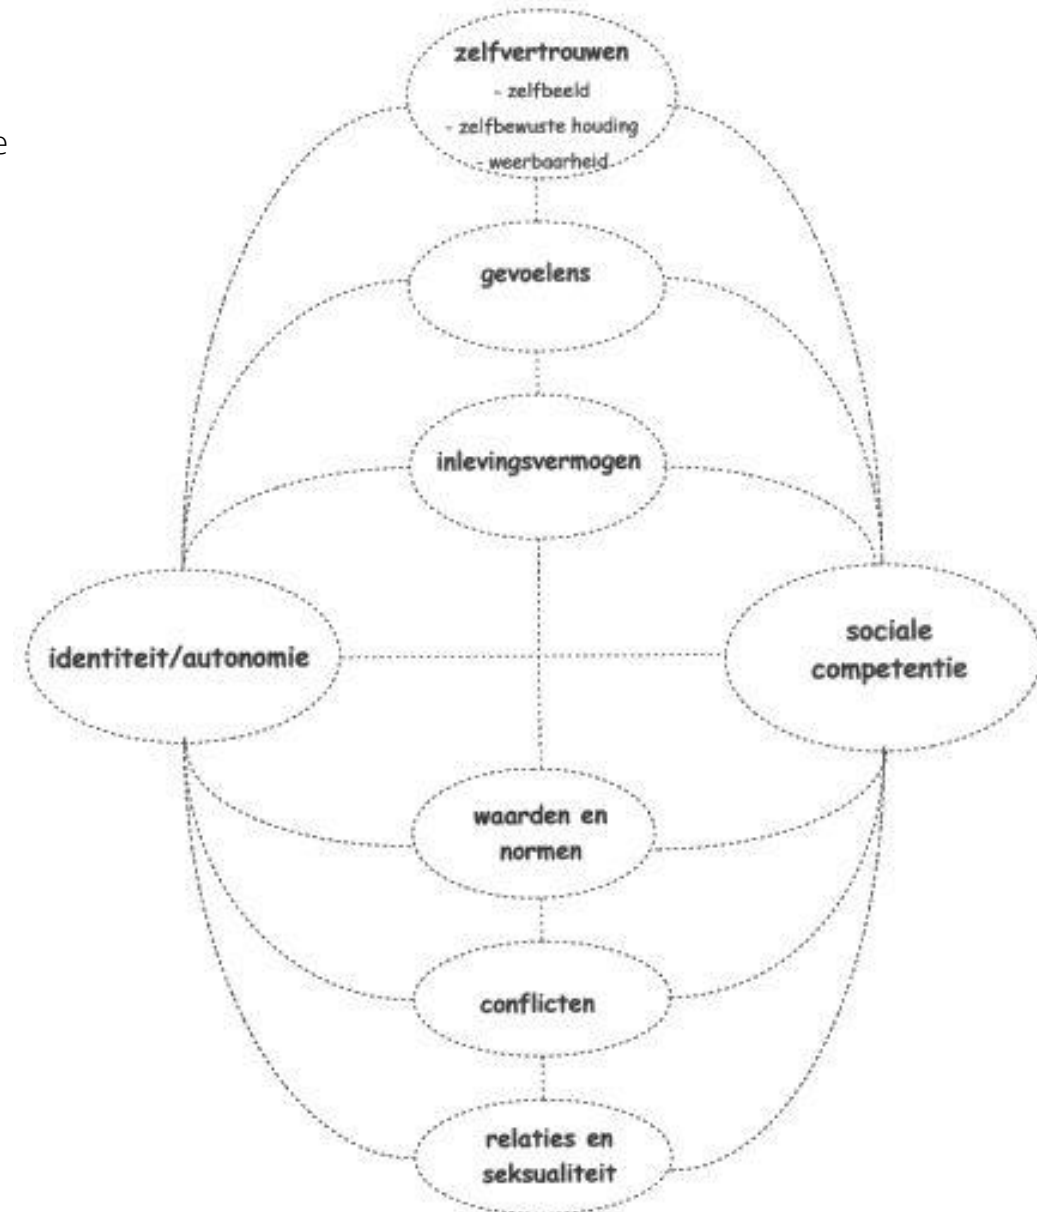 zelfvertrouwen
- zelfbeeld
- zelfbewuste houding
- weerbaarheid
e
gevoelens
inlevingsvermogen
identiteit/autonomie
sociale
competentie
waarden en
normen
conflicten
relaties en
seksualiteit